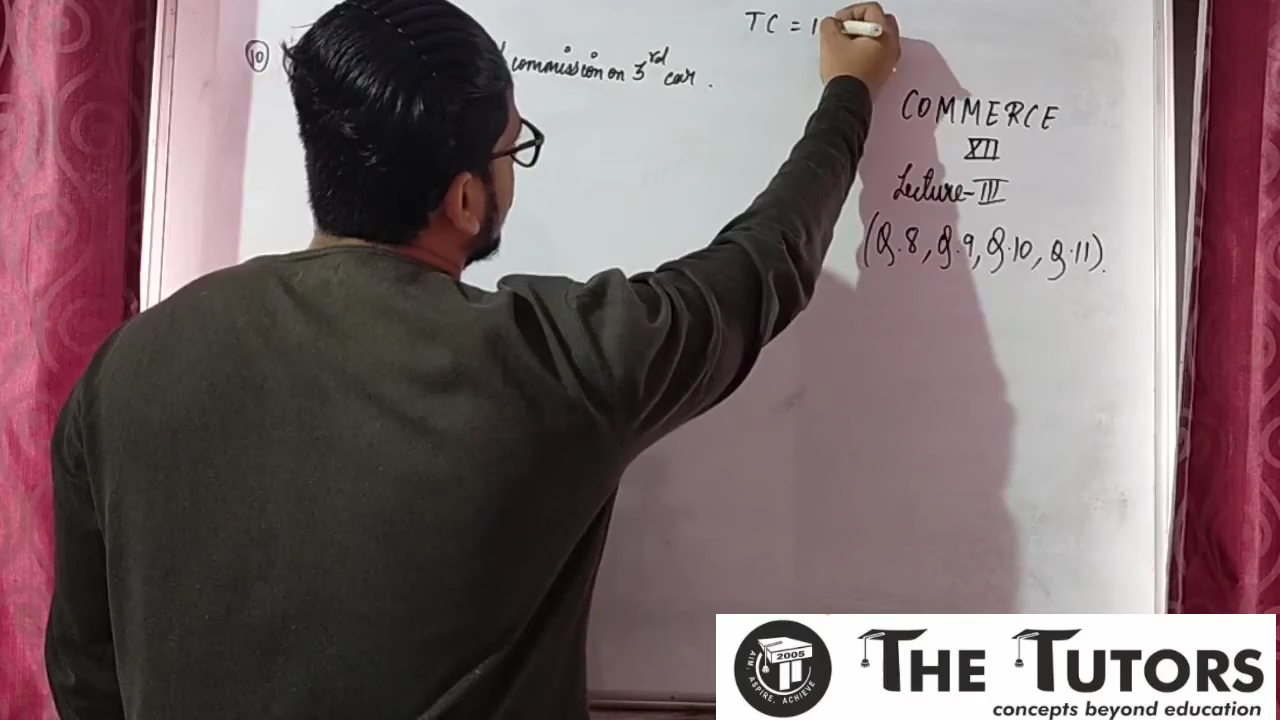 TC = 1
10 commission on 3rd car.
COMMERCE
XII
Lecture-III
(Q.8, Q.9, Q.10, Q.11).
2005
TT
AIM, ASPIRE, ACHIEVE
THE TUTORS
concepts beyond education